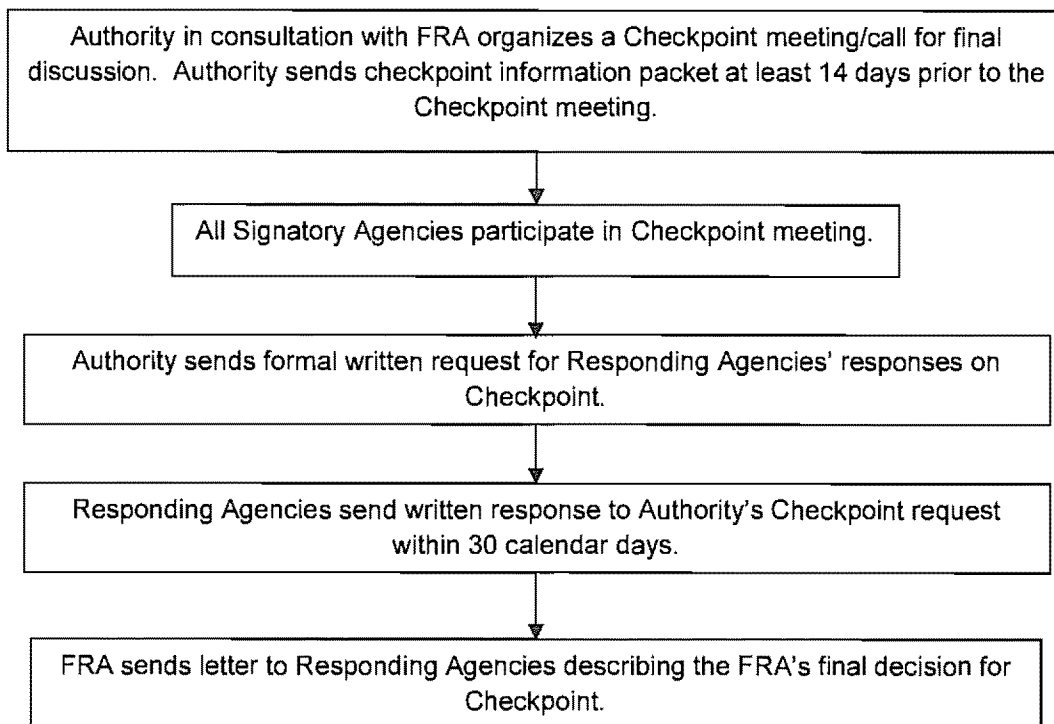 Authority in consultation with FRA organizes a Checkpoint meeting/call for final
discussion. Authority sends checkpoint information packet at least 14 days prior to the
Checkpoint meeting.
All Signatory Agencies participate in Checkpoint meeting.
Authority sends formal written request for Responding Agencies' responses on
Checkpoint.
Responding Agencies send written response to Authority's Checkpoint request
within 30 calendar days.
FRA sends letter to Responding Agencies describing the FRA's final decision for
Checkpoint.